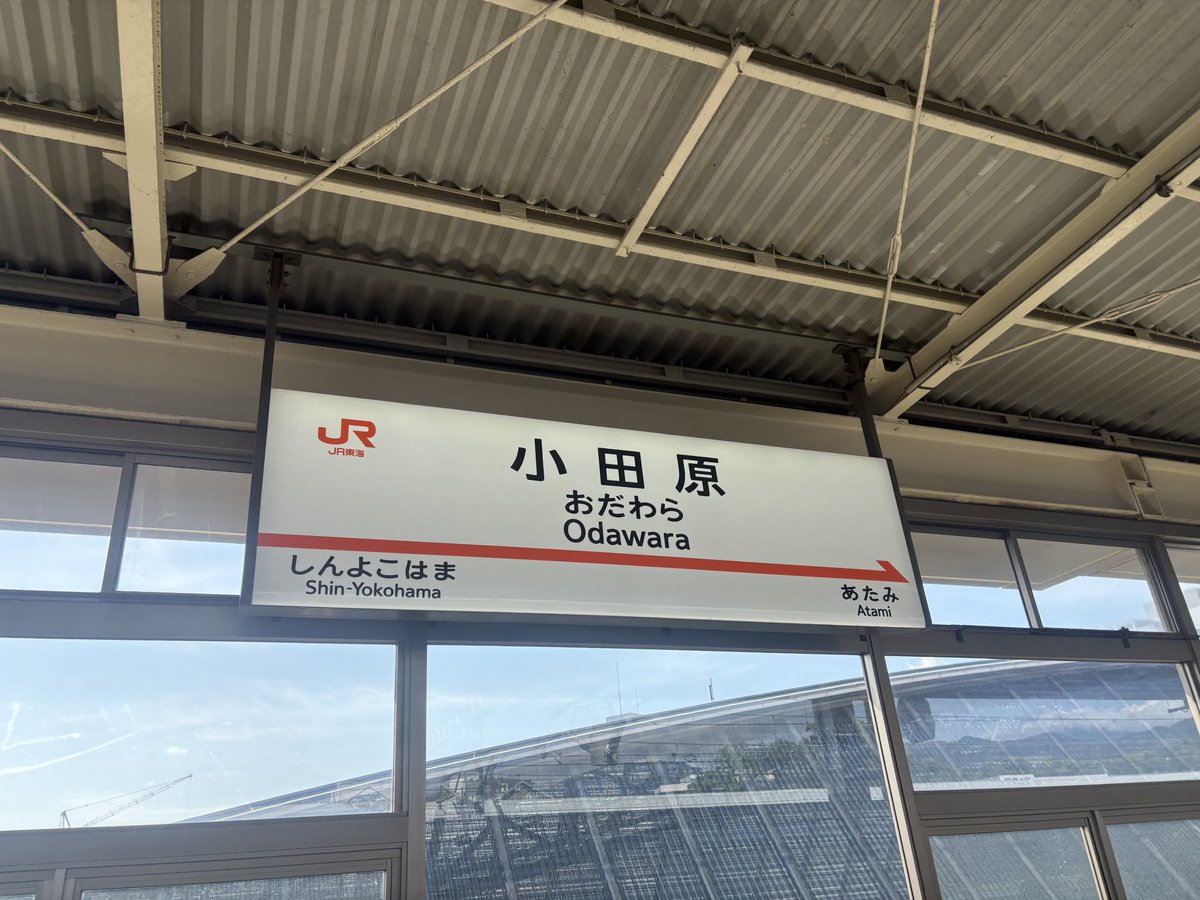 JR
JR東海
小田原
おだわら
Odawara
しんよこはま
Shin-Yokohama
あたみ
Atami